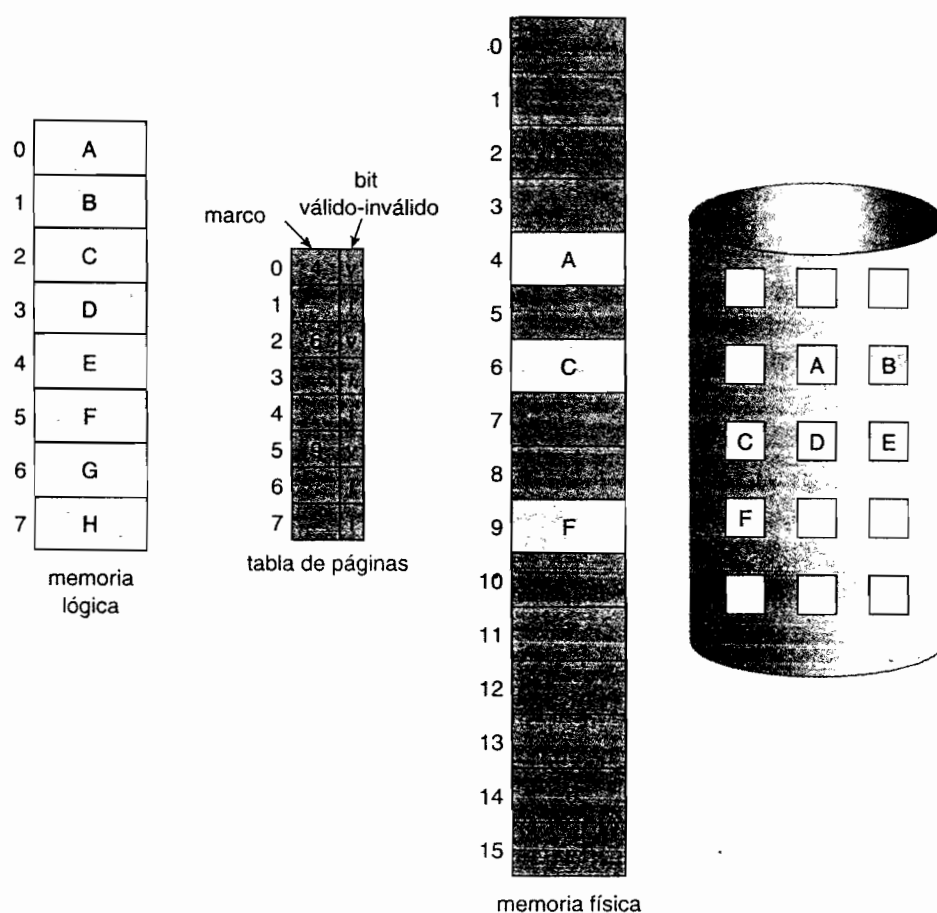 0 A
1 B
2 C
3 D
4 E
5 F
6 G
7 H
memoria
lógica
marco
bit
válido-inválido
0 4 v
1 i
2 6 v
3 i
4 i
5 9 v
6 i
7 i
tabla de páginas
0
1
2
3
4 A
5
6 C
7
8
9 F
10
11
12
13
14
15
memoria física
A B
C D E
F